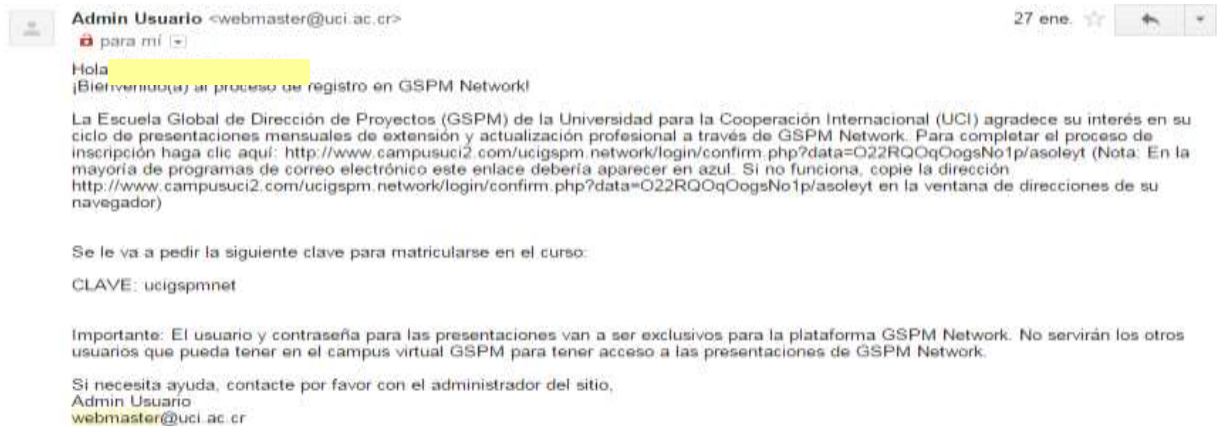 Admin Usuario <webmaster@uci.ac.cr>
27 ene.
para mí
Hola
¡Bienvenido(a) al proceso de registro en GSPM Network!
La Escuela Global de Dirección de Proyectos (GSPM) de la Universidad para la Cooperación Internacional (UCI) agradece su interés en su
ciclo de presentaciones mensuales de extensión y actualización profesional a través de GSPM Network. Para completar el proceso de
inscripción haga clic aquí: http://www.campusuci2.com/ucigspm.network/login/confirm.php?data=O22RQOqOogsNo1p/asoleyt (Nota: En la
mayoría de programas de correo electrónico este enlace debería aparecer en azul. Si no funciona, copie la dirección
http://www.campusuci2.com/ucigspm.network/login/confirm.php?data=O22RQOqOogsNo1p/asoleyt en la ventana de direcciones de su
navegador)
Se le va a pedir la siguiente clave para matricularse en el curso:
CLAVE: ucigspmnet
Importante: El usuario y contraseña para las presentaciones van a ser exclusivos para la plataforma GSPM Network. No servirán los otros
usuarios que pueda tener en el campus virtual GSPM para tener acceso a las presentaciones de GSPM Network.
Si necesita ayuda, contacte por favor con el administrador del sitio,
Admin Usuario
webmaster@uci.ac.cr